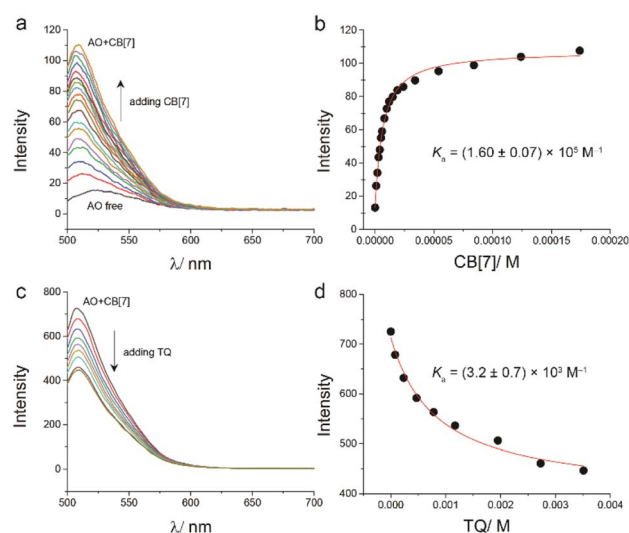 a
AO+CB[7]
adding CB[7]
AO free
120
100
80
60
40
20
0
500
550
600
650
700
Intensity
λ/ nm
b
120
100
80
60
40
20
0
0.00000
0.00005
0.00010
0.00015
0.00020
Intensity
CB[7]/ M
Ka = (1.60 ± 0.07) × 10⁵ M⁻¹
c
AO+CB[7]
adding TQ
800
600
400
200
0
500
550
600
650
700
Intensity
λ/ nm
d
800
700
600
500
400
0.000
0.001
0.002
0.003
0.004
Intensity
TQ/ M
Ka = (3.2 ± 0.7) × 10³ M⁻¹